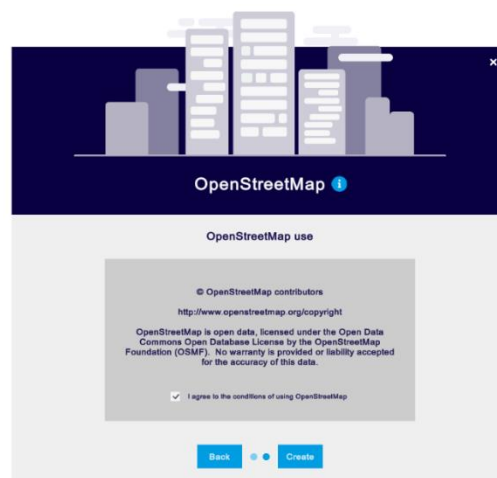 ×
OpenStreetMap i
OpenStreetMap use
© OpenStreetMap contributors
http://www.openstreetmap.org/copyright
OpenStreetMap is open data, licensed under the Open Data
Commons Open Database License by the OpenStreetMap
Foundation (OSMF). No warranty is provided or liability accepted
for the accuracy of this data.
I agree to the conditions of using OpenStreetMap
Back Create